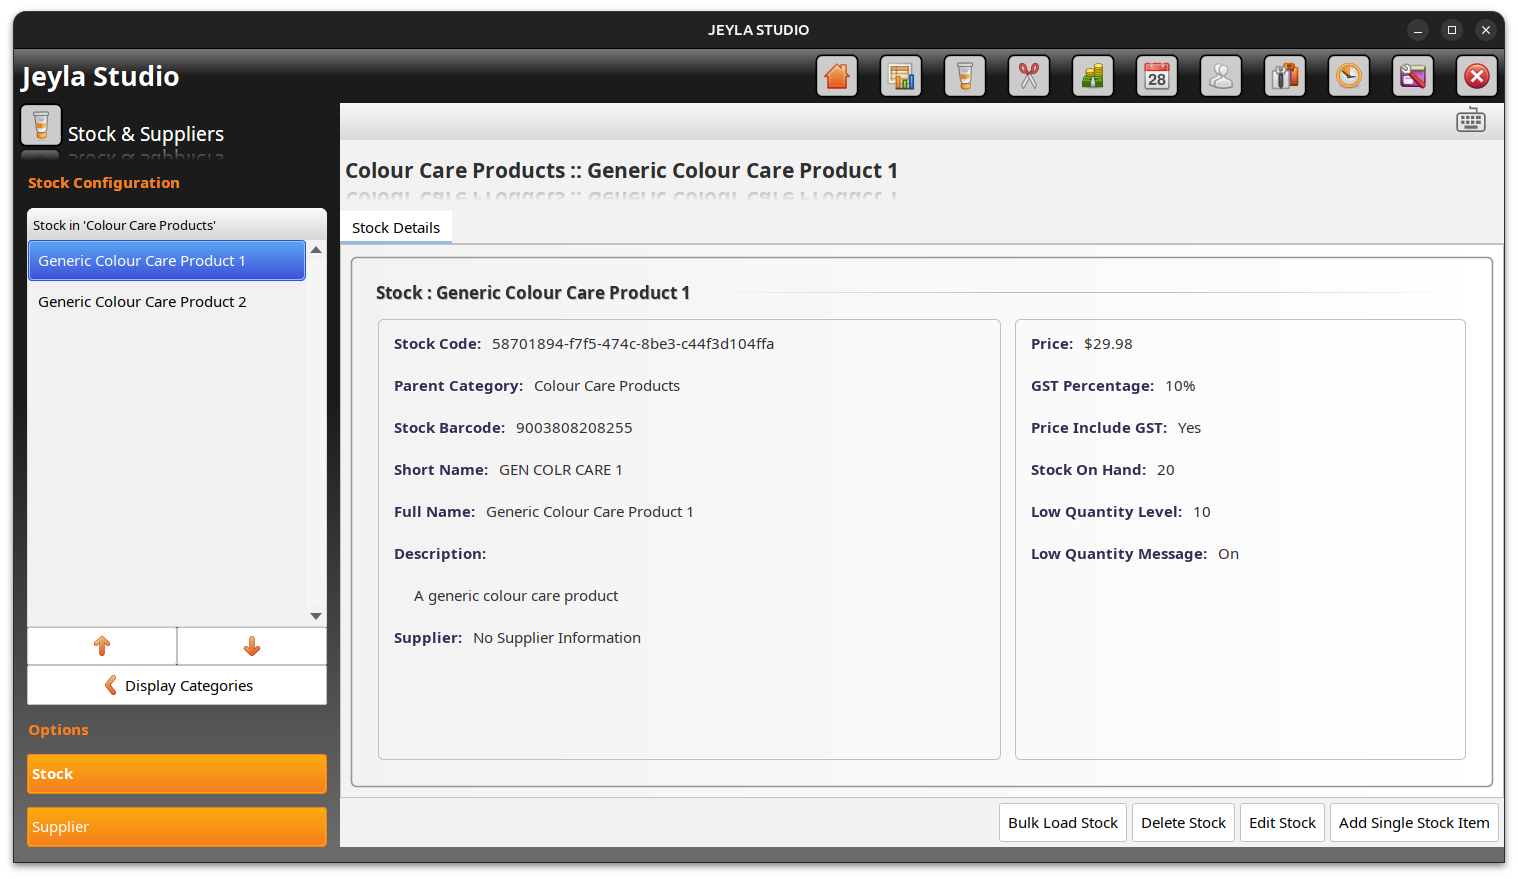 JEYLA STUDIO
Jeyla Studio
28
Stock & Suppliers
Stock Configuration
Stock in 'Colour Care Products'
Generic Colour Care Product 1
Generic Colour Care Product 2
Display Categories
Options
Stock
Supplier
Colour Care Products :: Generic Colour Care Product 1
Stock Details
Stock : Generic Colour Care Product 1
Stock Code: 58701894-f7f5-474c-8be3-c44f3d104ffa
Parent Category: Colour Care Products
Stock Barcode: 9003808208255
Short Name: GEN COLR CARE 1
Full Name: Generic Colour Care Product 1
Description:
A generic colour care product
Supplier: No Supplier Information
Price: $29.98
GST Percentage: 10%
Price Include GST: Yes
Stock On Hand: 20
Low Quantity Level: 10
Low Quantity Message: On
Bulk Load Stock
Delete Stock
Edit Stock
Add Single Stock Item